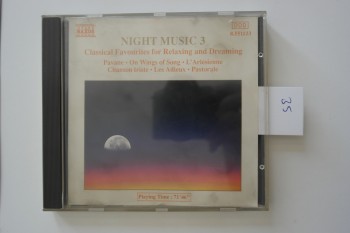 NAXOS
NIGHT MUSIC 3
Classical Favourites for Relaxing and Dreaming
Pavane • On Wings of Song • L'Arlésienne
Chanson triste • Les Adieux • Pastorale
35